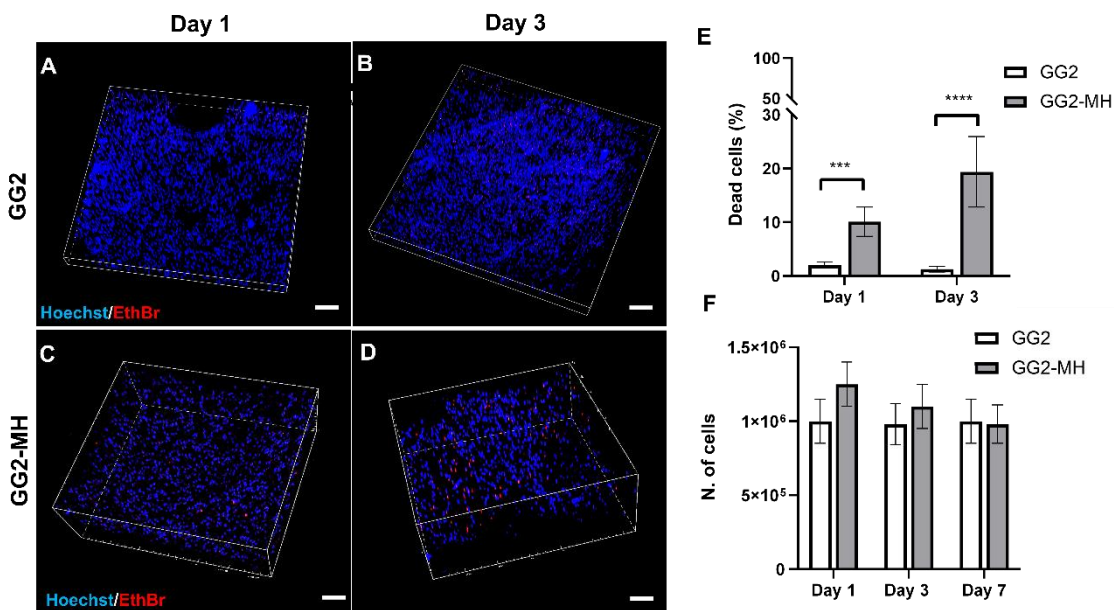 Day 1
Day 3
GG2
GG2-MH
A
B
Hoechst/EthBr
C
D
Hoechst/EthBr
E
Dead cells (%)
100
50
30
20
10
0
***
****
GG2
GG2-MH
Day 1
Day 3
F
N. of cells
1.5×10⁶
1×10⁶
5×10⁵
0
GG2
GG2-MH
Day 1
Day 3
Day 7